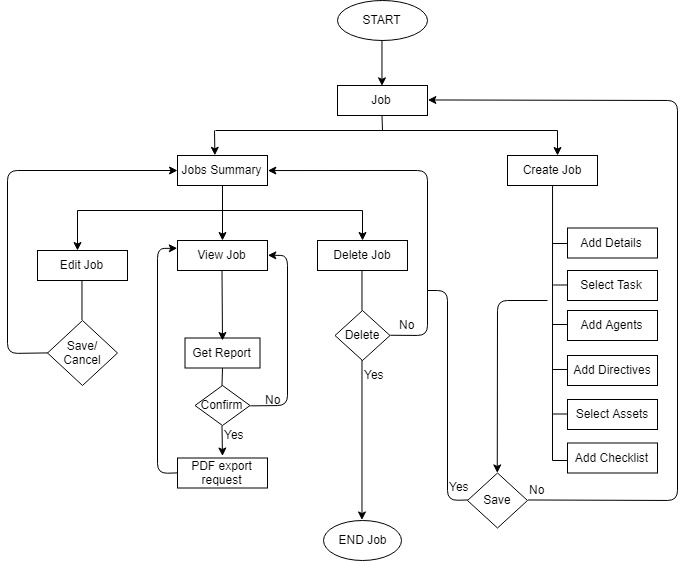 START
Job
Jobs Summary
Create Job
Add Details
Edit Job
View Job
Delete Job
Select Task
Add Agents
Save/
Cancel
Get Report
Delete
No
Yes
Add Directives
Confirm
No
Yes
Select Assets
Add Checklist
PDF export
request
Yes
Save
No
END Job